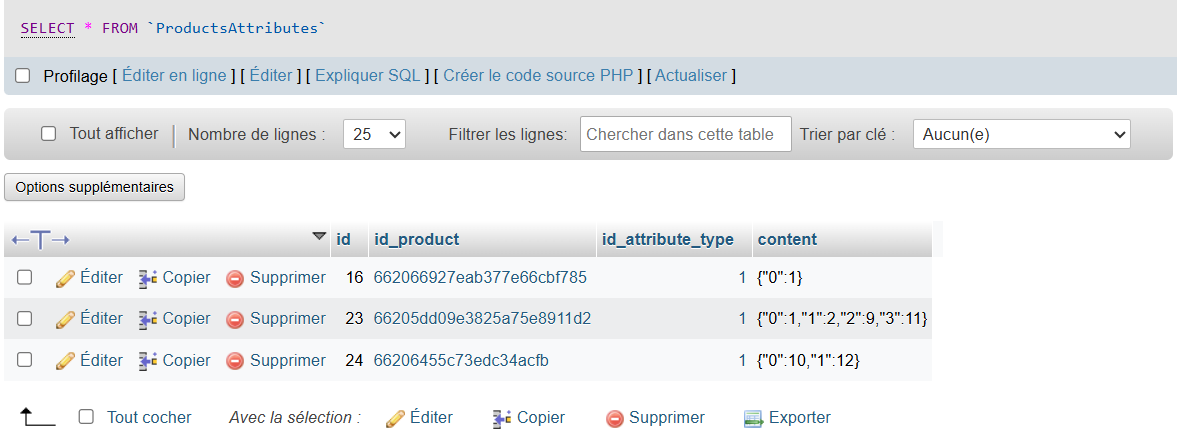 SELECT * FROM `ProductsAttributes`
Profilage [ Éditer en ligne ] [ Éditer ] [ Expliquer SQL ] [ Créer le code source PHP ] [ Actualiser ]
Tout afficher Nombre de lignes : 25 Filtrer les lignes: Chercher dans cette table Trier par clé : Aucun(e)
Options supplémentaires
id id_product id_attribute_type content
Éditer Copier Supprimer 16 662066927eab377e66cbf785 1 {"0":1}
Éditer Copier Supprimer 23 66205dd09e3825a75e8911d2 1 {"0":1,"1":2,"2":9,"3":11}
Éditer Copier Supprimer 24 66206455c73edc34acfb 1 {"0":10,"1":12}
Tout cocher Avec la sélection : Éditer Copier Supprimer Exporter